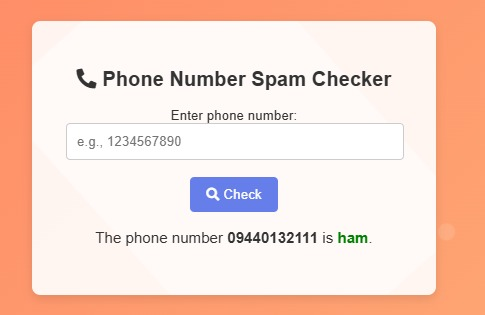 Phone Number Spam Checker
Enter phone number:
e.g., 1234567890
Check
The phone number 09440132111 is ham.